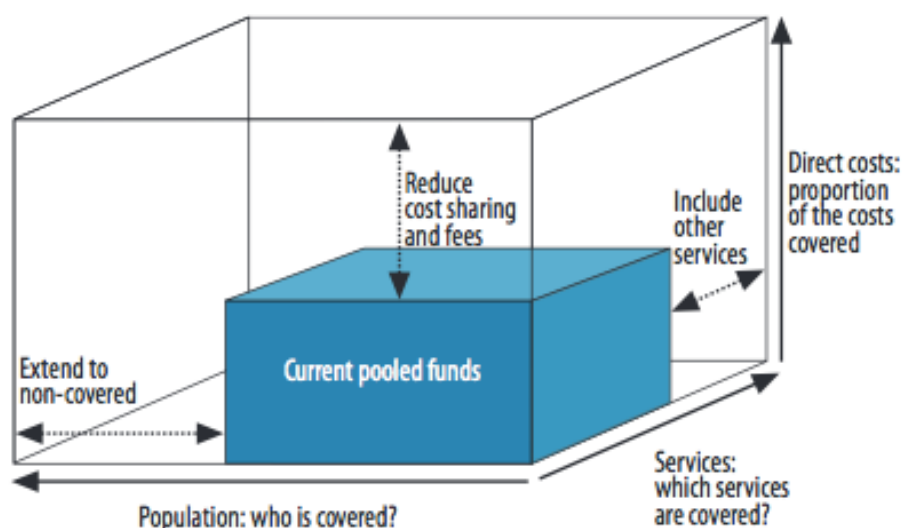 Reduce
cost sharing
and fees
Include
other
services
Direct costs:
proportion
of the costs
covered
Extend to
non-covered
Current pooled funds
Population: who is covered?
Services:
which services
are covered?